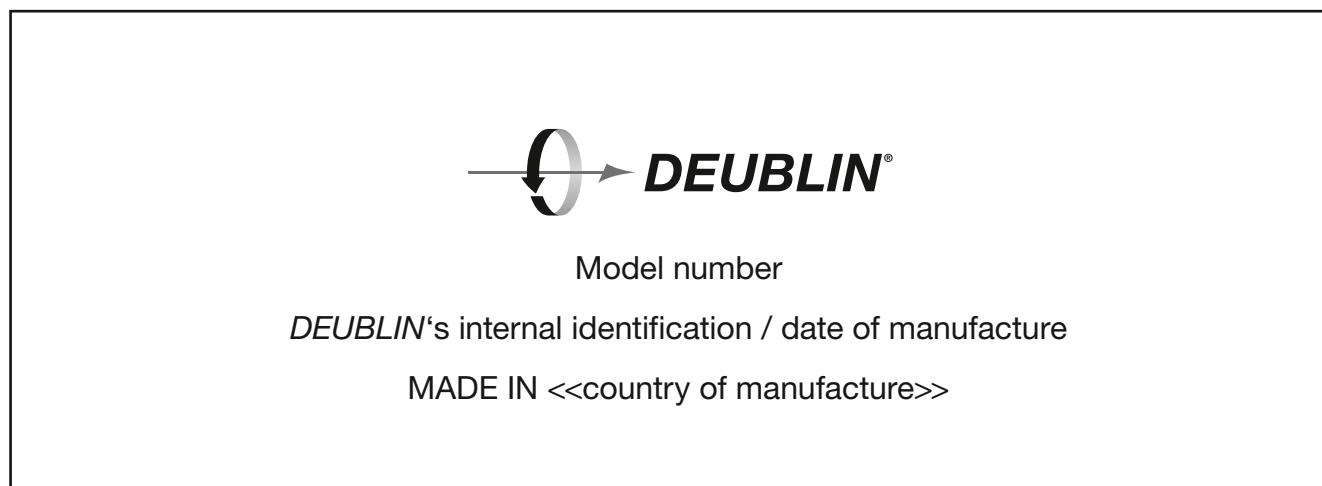 DEUBLIN®
Model number
DEUBLIN‘s internal identification / date of manufacture
MADE IN <<country of manufacture>>